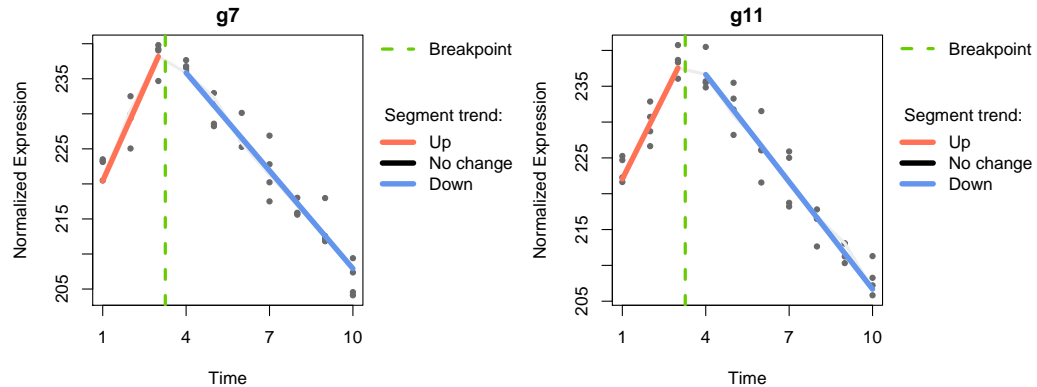 g7
Normalized Expression
205
215
225
235
1
4
7
10
Time
Breakpoint
Segment trend:
Up
No change
Down
g11
Normalized Expression
205
215
225
235
1
4
7
10
Time
Breakpoint
Segment trend:
Up
No change
Down